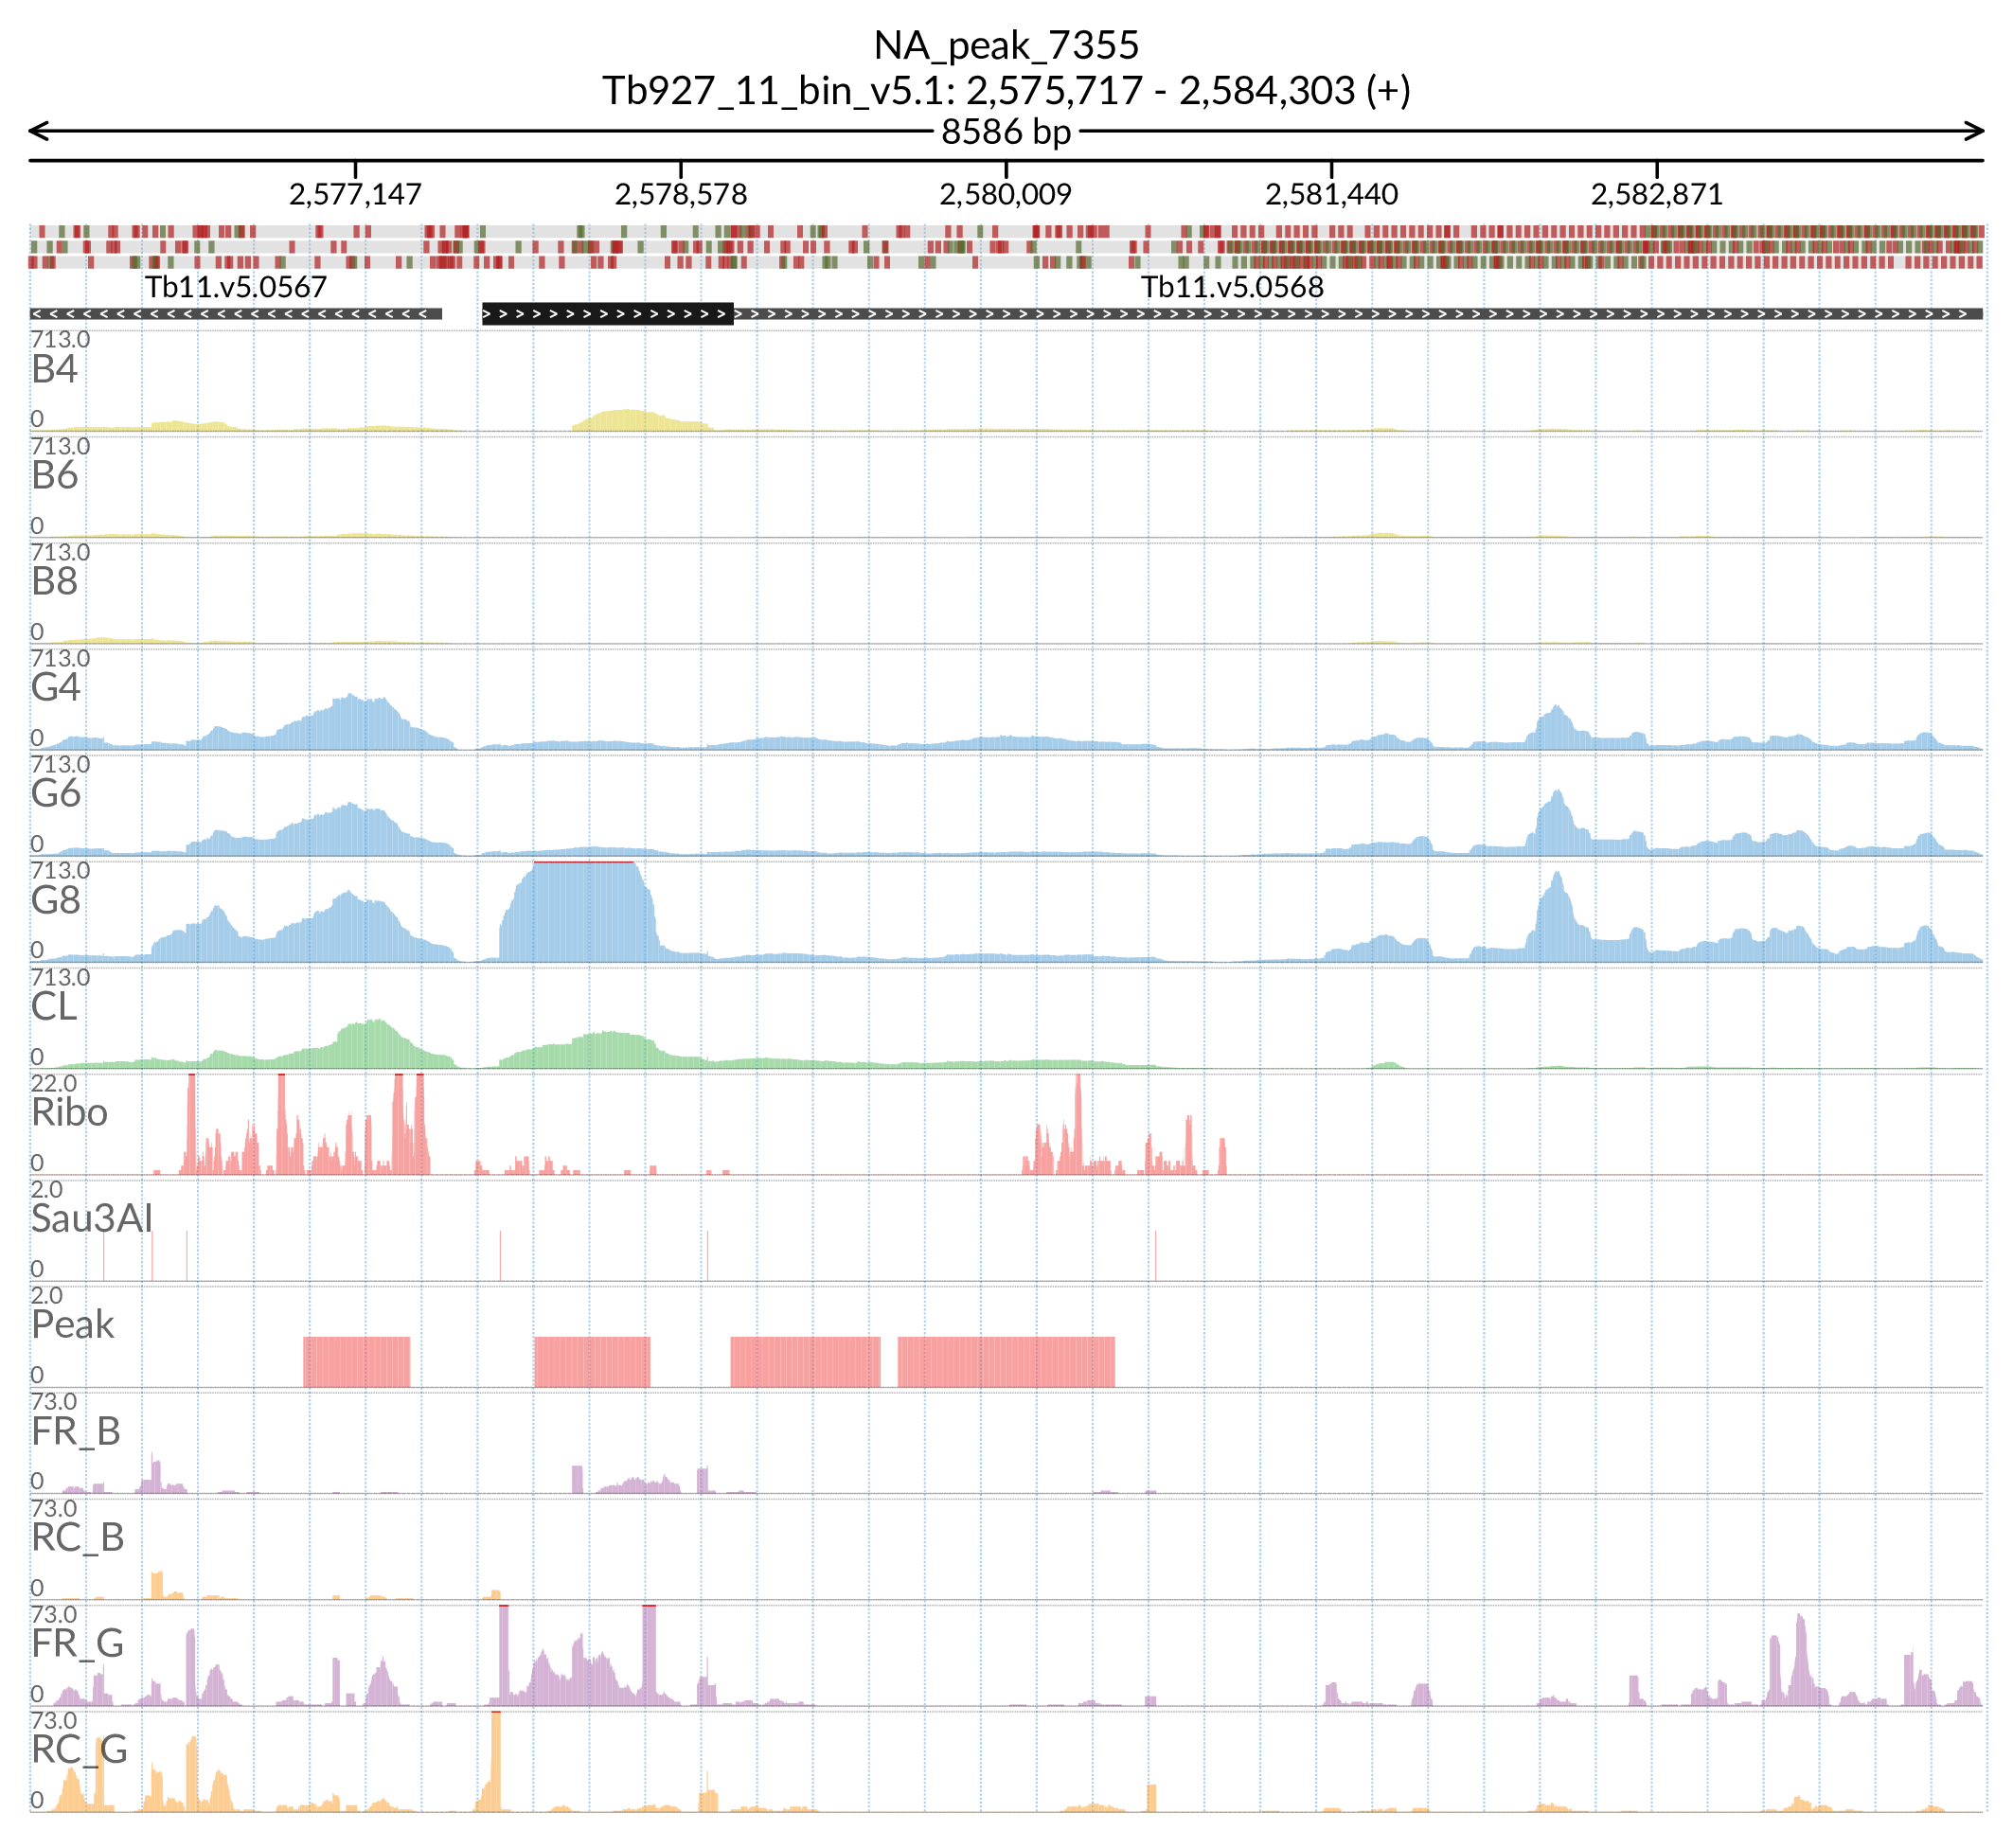 NA_peak_7355
Tb927_11_bin_v5.1: 2,575,717 - 2,584,303 (+)
8586 bp
2,577,147 2,578,578 2,580,009 2,581,440 2,582,871
Tb11.v5.0567 Tb11.v5.0568
713.0
B4
0
713.0
B6
0
713.0
B8
0
713.0
G4
0
713.0
G6
0
713.0
G8
0
713.0
CL
0
22.0
Ribo
0
2.0
Sau3AI
0
2.0
Peak
0
73.0
FR_B
0
73.0
RC_B
0
73.0
FR_G
0
73.0
RC_G
0